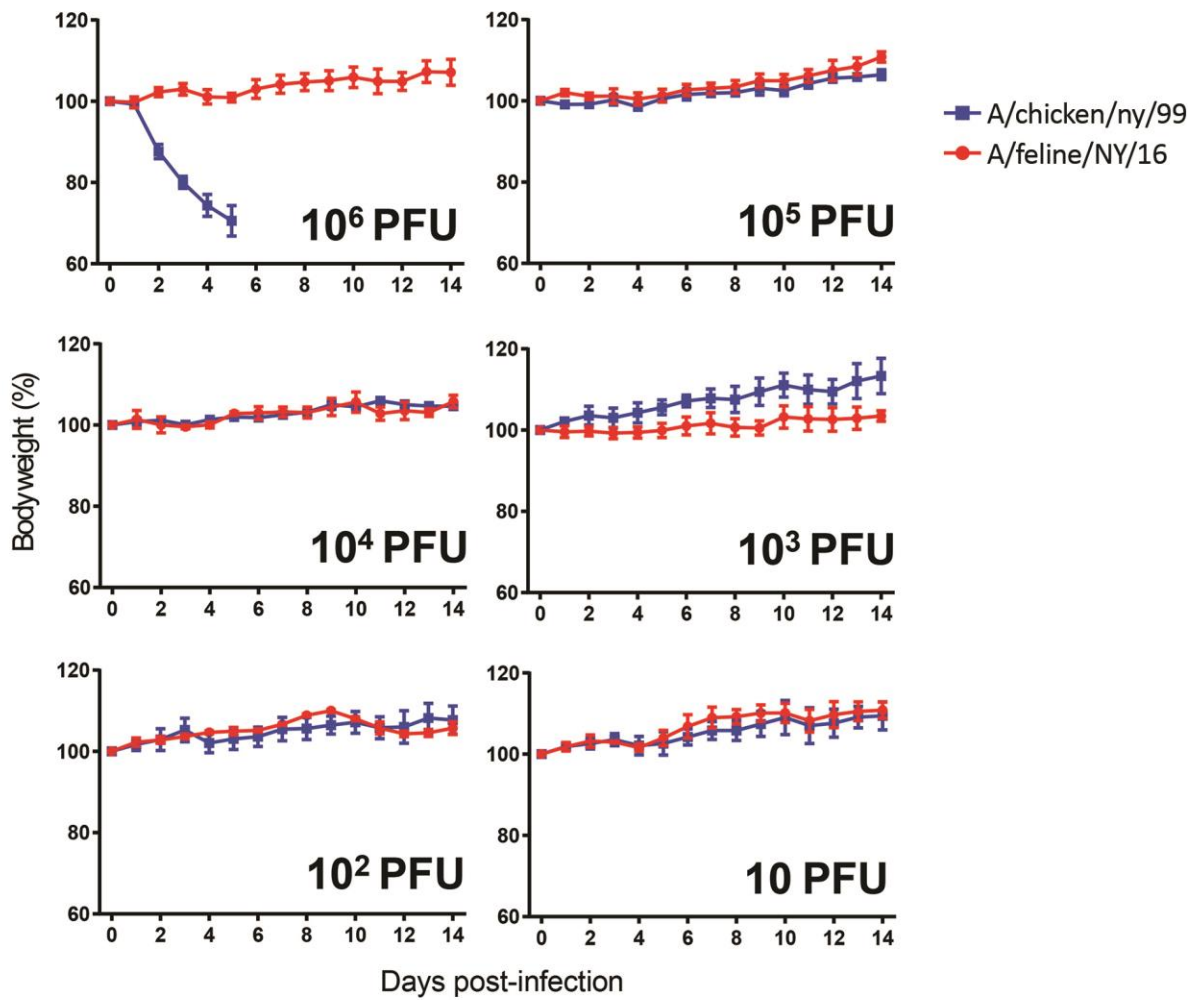 120
100
80
60
0 2 4 6 8 10 12 14
10⁶ PFU
120
100
80
60
0 2 4 6 8 10 12 14
10⁵ PFU
A/chicken/ny/99
A/feline/NY/16
120
100
80
60
0 2 4 6 8 10 12 14
10⁴ PFU
120
100
80
60
0 2 4 6 8 10 12 14
10³ PFU
Bodyweight (%)
120
100
80
60
0 2 4 6 8 10 12 14
10² PFU
120
100
80
60
0 2 4 6 8 10 12 14
10 PFU
Days post-infection